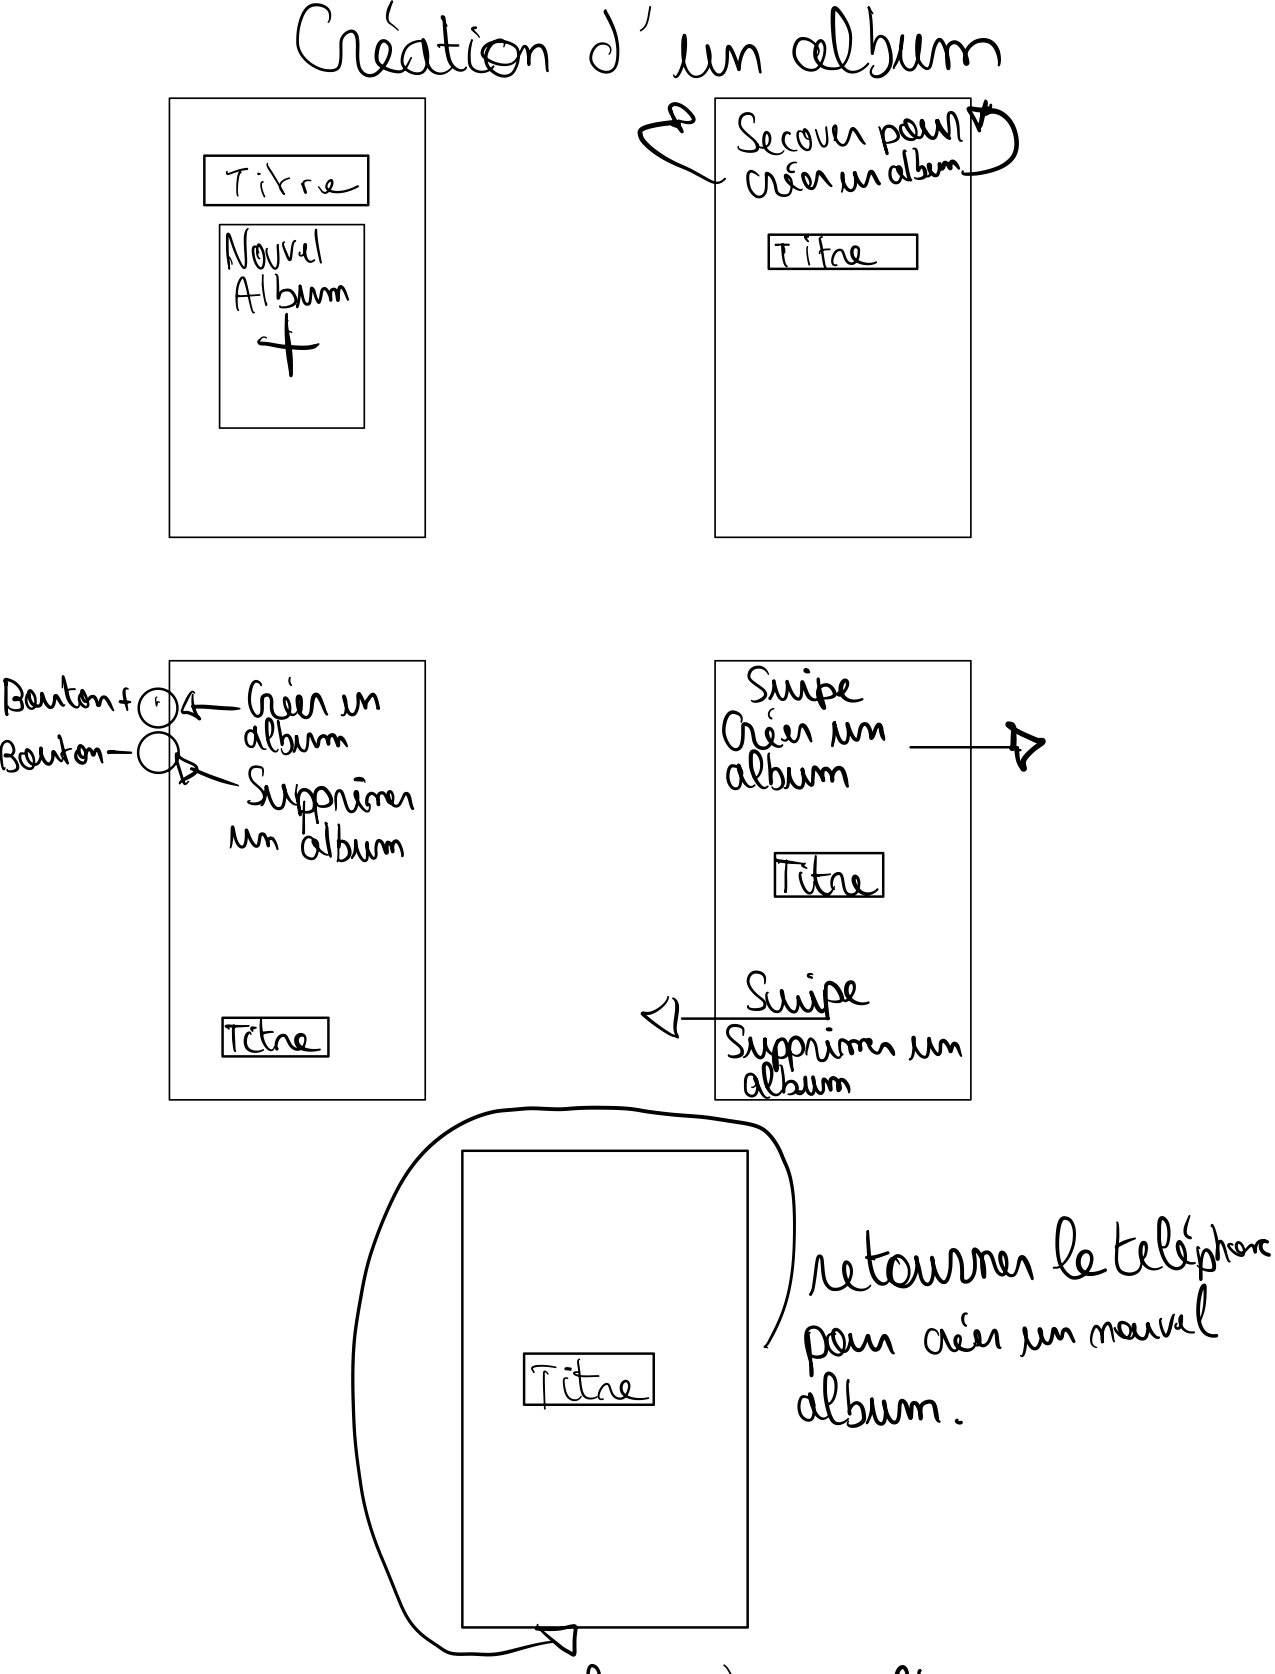 Création d'un album
Titre
Nouvel
Album
+
Secouer pour
créer un album
Titre
Bouton +
+
Bouton -
Créer un
album
Supprimer
un album
Titre
Swipe
Créer un
album
Titre
Swipe
Supprimer un
album
Titre
retourner le téléphone
pour créer un nouvel
album.